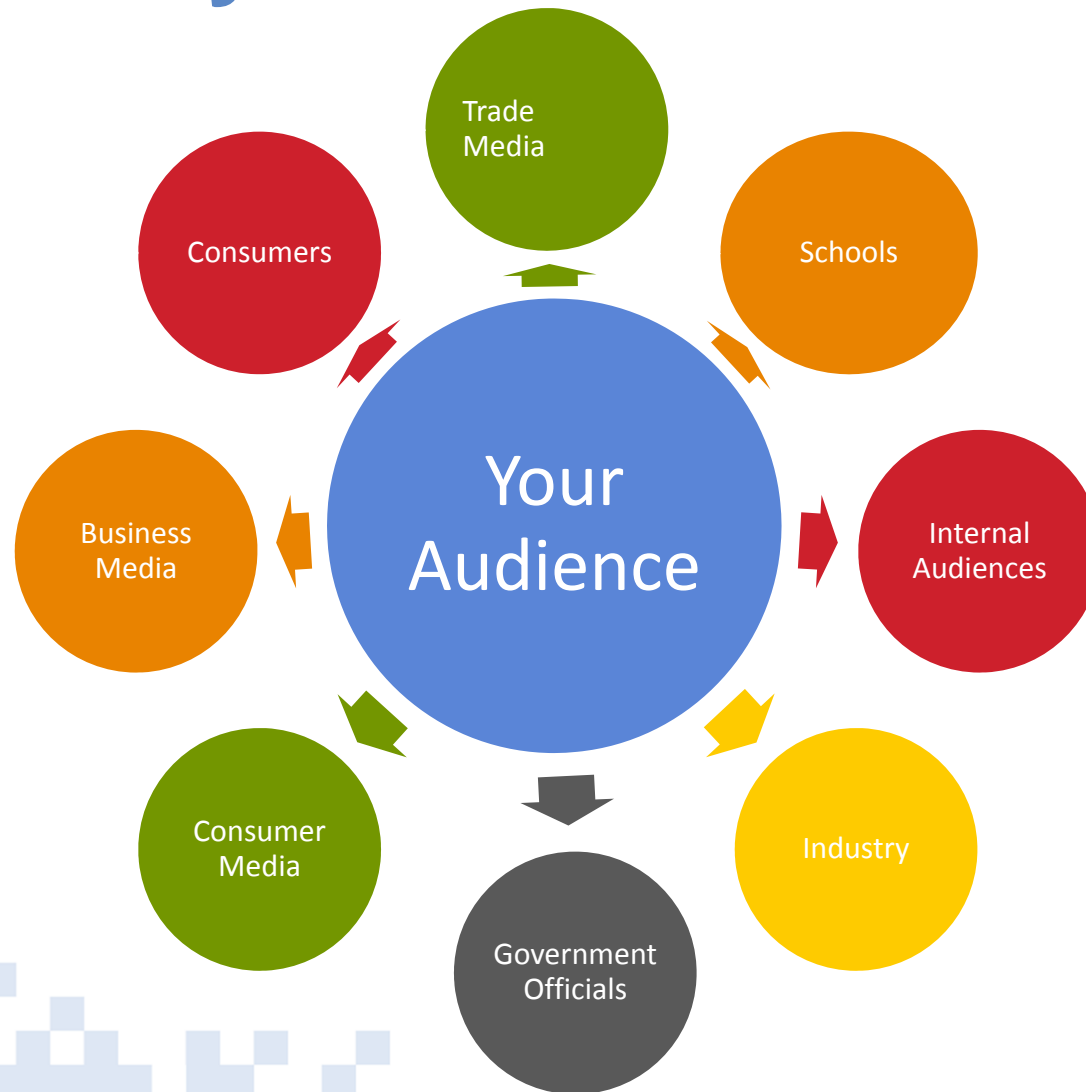 Trade
Media
Consumers
Schools
Your
Audience
Business
Media
Internal
Audiences
Consumer
Media
Industry
Government
Officials